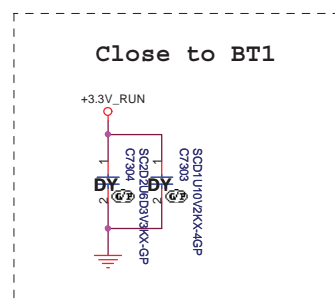 Close to BT1
+3.3V_RUN
1
1
DY
DY
2
2
C7304
SC2D2U6D3V3KX-GP
C7303
SCD1U10V2KX-4GP